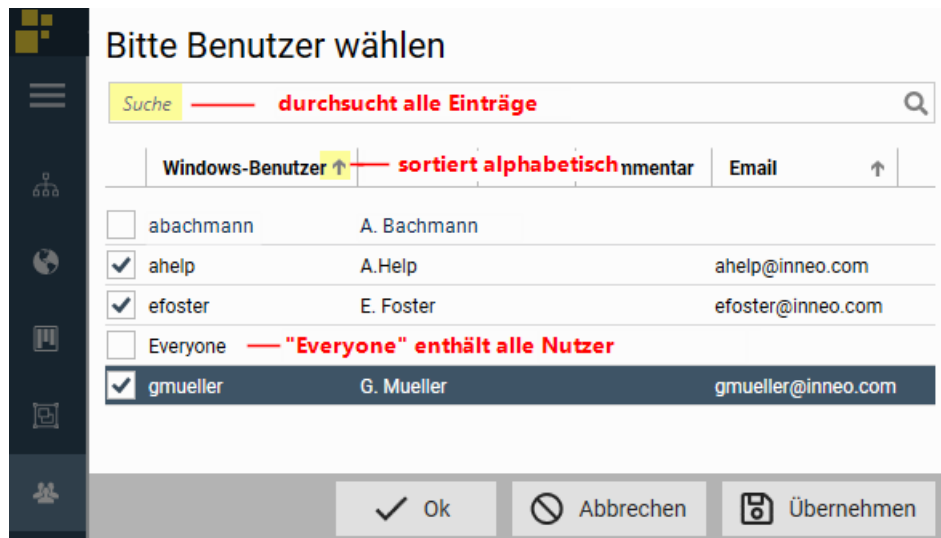 Bitte Benutzer wählen
Suche durchsucht alle Einträge
Windows-Benutzer sortiert alphabetisch mmentar Email
abachmann A. Bachmann
ahelp A.Help ahelp@inneo.com
efoster E. Foster efoster@inneo.com
Everyone "Everyone" enthält alle Nutzer
gmueller G. Mueller gmueller@inneo.com
Ok Abbrechen Übernehmen